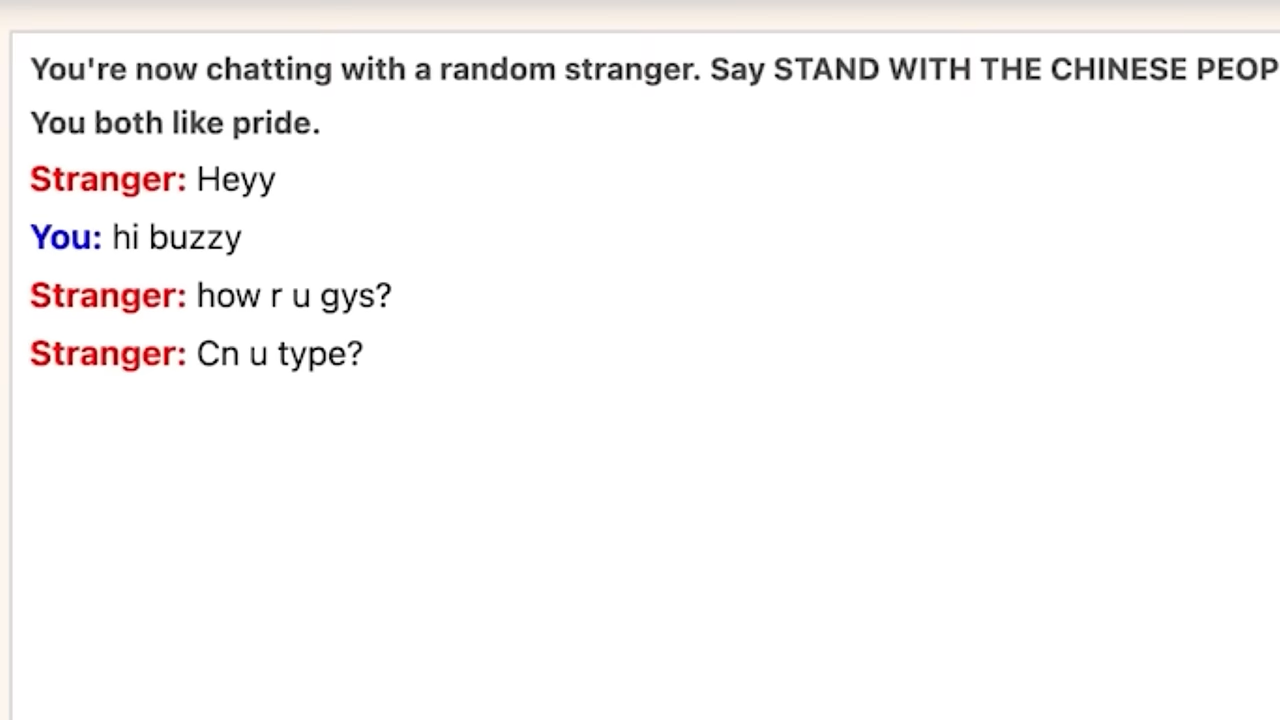 You're now chatting with a random stranger. Say STAND WITH THE CHINESE PEOP
You both like pride.
Stranger: Heyy
You: hi buzzy
Stranger: how r u gys?
Stranger: Cn u type?